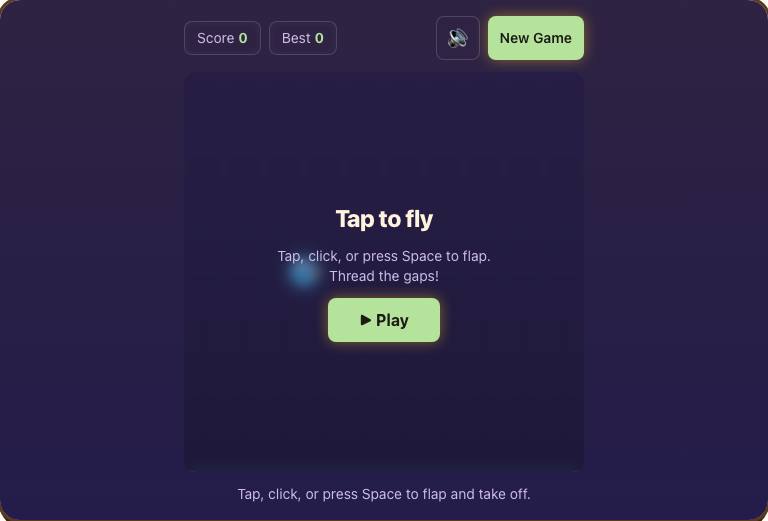 Score 0 Best 0 New Game
Tap to fly
Tap, click, or press Space to flap.
Thread the gaps!
Play
Tap, click, or press Space to flap and take off.